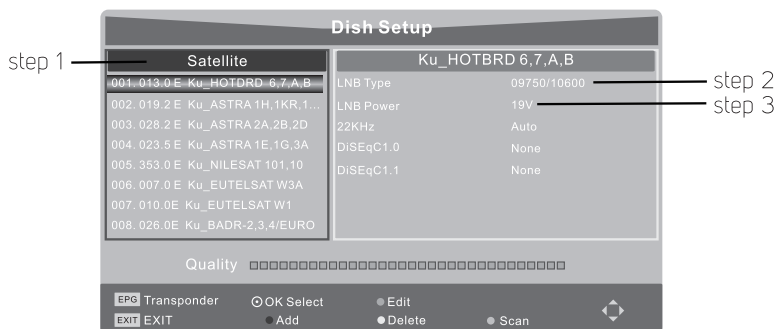 Dish Setup
step 1
Satellite
001. 013.0 E Ku_HOTDRD 6,7,A,B
002. 019.2 E Ku_ASTRA 1H,1KR,1...
003. 028.2 E Ku_ASTRA 2A,2B,2D
004. 023.5 E Ku_ASTRA 1E,1G,3A
005. 353.0 E Ku_NILESAT 101,10
006. 007.0 E Ku_EUTELSAT W3A
007. 010.0E Ku_EUTELSAT W1
008. 026.0E Ku_BADR-2,3,4/EURO
Ku_HOTBRD 6,7,A,B
LNB Type 09750/10600 step 2
LNB Power 19V step 3
22KHz Auto
DiSEqC1.0 None
DiSEqC1.1 None
Quality
EPG Transponder OK Select Edit
EXIT EXIT Add Delete Scan